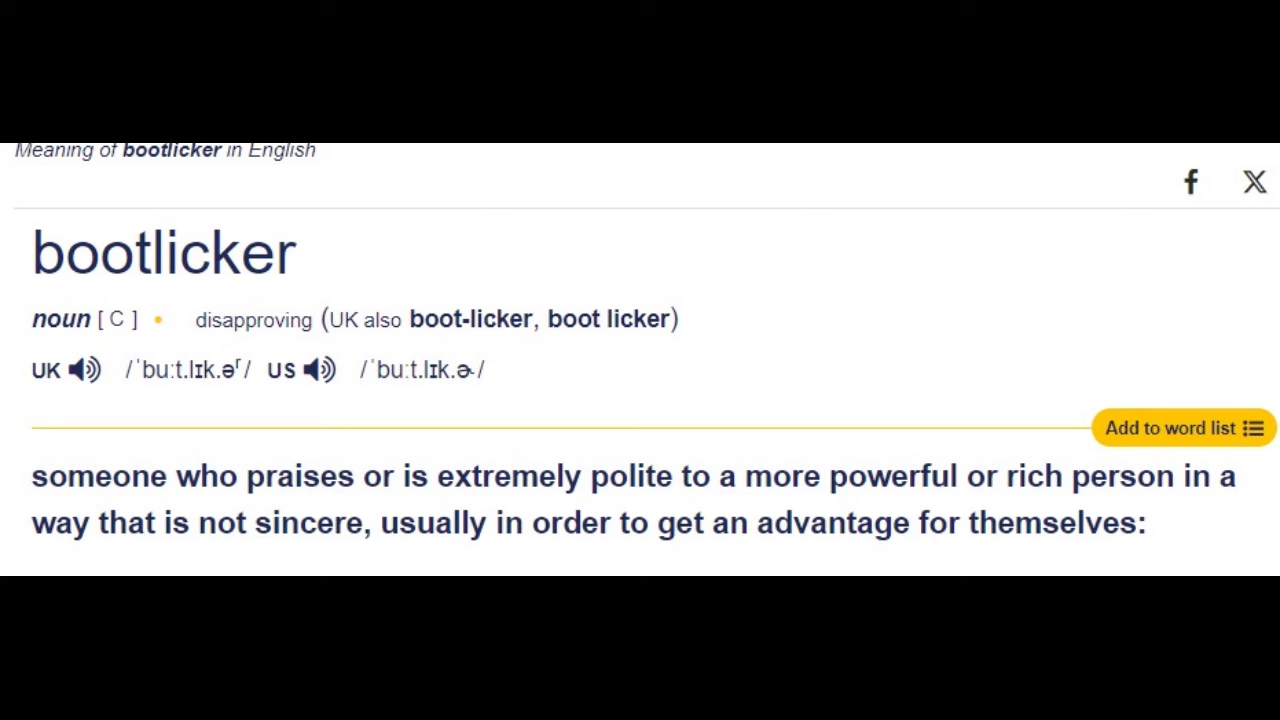 Meaning of bootlicker in English
f X
bootlicker
noun [ C ] • disapproving (UK also boot-licker, boot licker)
UK /ˈbuːt.lɪk.əʳ/ US /ˈbuːt.lɪk.ɚ/
Add to word list
someone who praises or is extremely polite to a more powerful or rich person in a
way that is not sincere, usually in order to get an advantage for themselves: